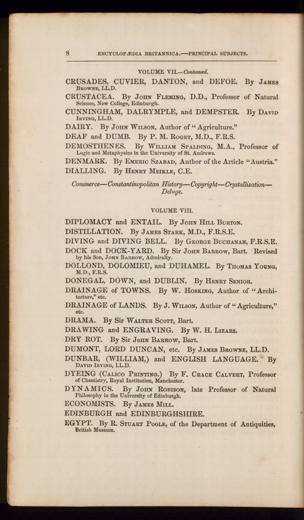 8 ENCYCLOPÆDIA BRITANNICA.—PRINCIPAL SUBJECTS.
VOLUME VII.—Continued.
CRUSADES, CUVIER, DANTON, and DEFOE. By JAMES
BROWNE, LL.D.
CRUSTACEA. By JOHN FLEMING, D.D., Professor of Natural
Science, New College, Edinburgh.
CUNNINGHAM, DALRYMPLE, and DEMPSTER. By DAVID
IRVING, LL.D.
DAIRY. By JOHN WILSON, Author of "Agriculture."
DEAF and DUMB. By P. M. ROGET, M.D., F.R.S.
DEMOSTHENES. By WILLIAM SPALDING, M.A., Professor of
Logic and Metaphysics in the University of St. Andrews.
DENMARK. By EMERIC SZABAD, Author of the Article "Austria."
DIALLING. By HENRY MEIKLE, C.E.
Commerce—Constantinopolitan History—Copyright—Crystallisation—
Deluge.
VOLUME VIII.
DIPLOMACY and ENTAIL. By JOHN HILL BURTON.
DISTILLATION. By JAMES STARK, M.D., F.R.S.E.
DIVING and DIVING BELL. By GEORGE BUCHANAN, F.R.S.E.
DOCK and DOCK-YARD. By Sir JOHN BARROW, Bart. Revised
by his Son, JOHN BARROW, Admiralty.
DOLLOND, DOLOMIEU, and DUHAMEL. By THOMAS YOUNG,
M.D., F.R.S.
DONEGAL, DOWN, and DUBLIN. By HENRY SENIOR.
DRAINAGE of TOWNS. By W. HOSKING, Author of "Archi-
tecture," etc.
DRAINAGE of LANDS. By J. WILSON, Author of "Agriculture,"
etc.
DRAMA. By Sir WALTER SCOTT, Bart.
DRAWING and ENGRAVING. By W. H. LIZARS.
DRY ROT. By Sir JOHN BARROW, Bart.
DUMONT, LORD DUNCAN, etc. By JAMES BROWNE, LL.D.
DUNBAR, (WILLIAM,) and ENGLISH LANGUAGE. By
DAVID IRVING, LL.D.
DYEING (CALICO PRINTING.) By F. CRACE CALVERT, Professor
of Chemistry, Royal Institution, Manchester.
DYNAMICS. By JOHN ROBISON, late Professor of Natural
Philosophy in the University of Edinburgh.
ECONOMISTS. By JAMES MILL.
EDINBURGH and EDINBURGHSHIRE.
EGYPT. By R. STUART POOLE, of the Department of Antiquities,
British Museum.